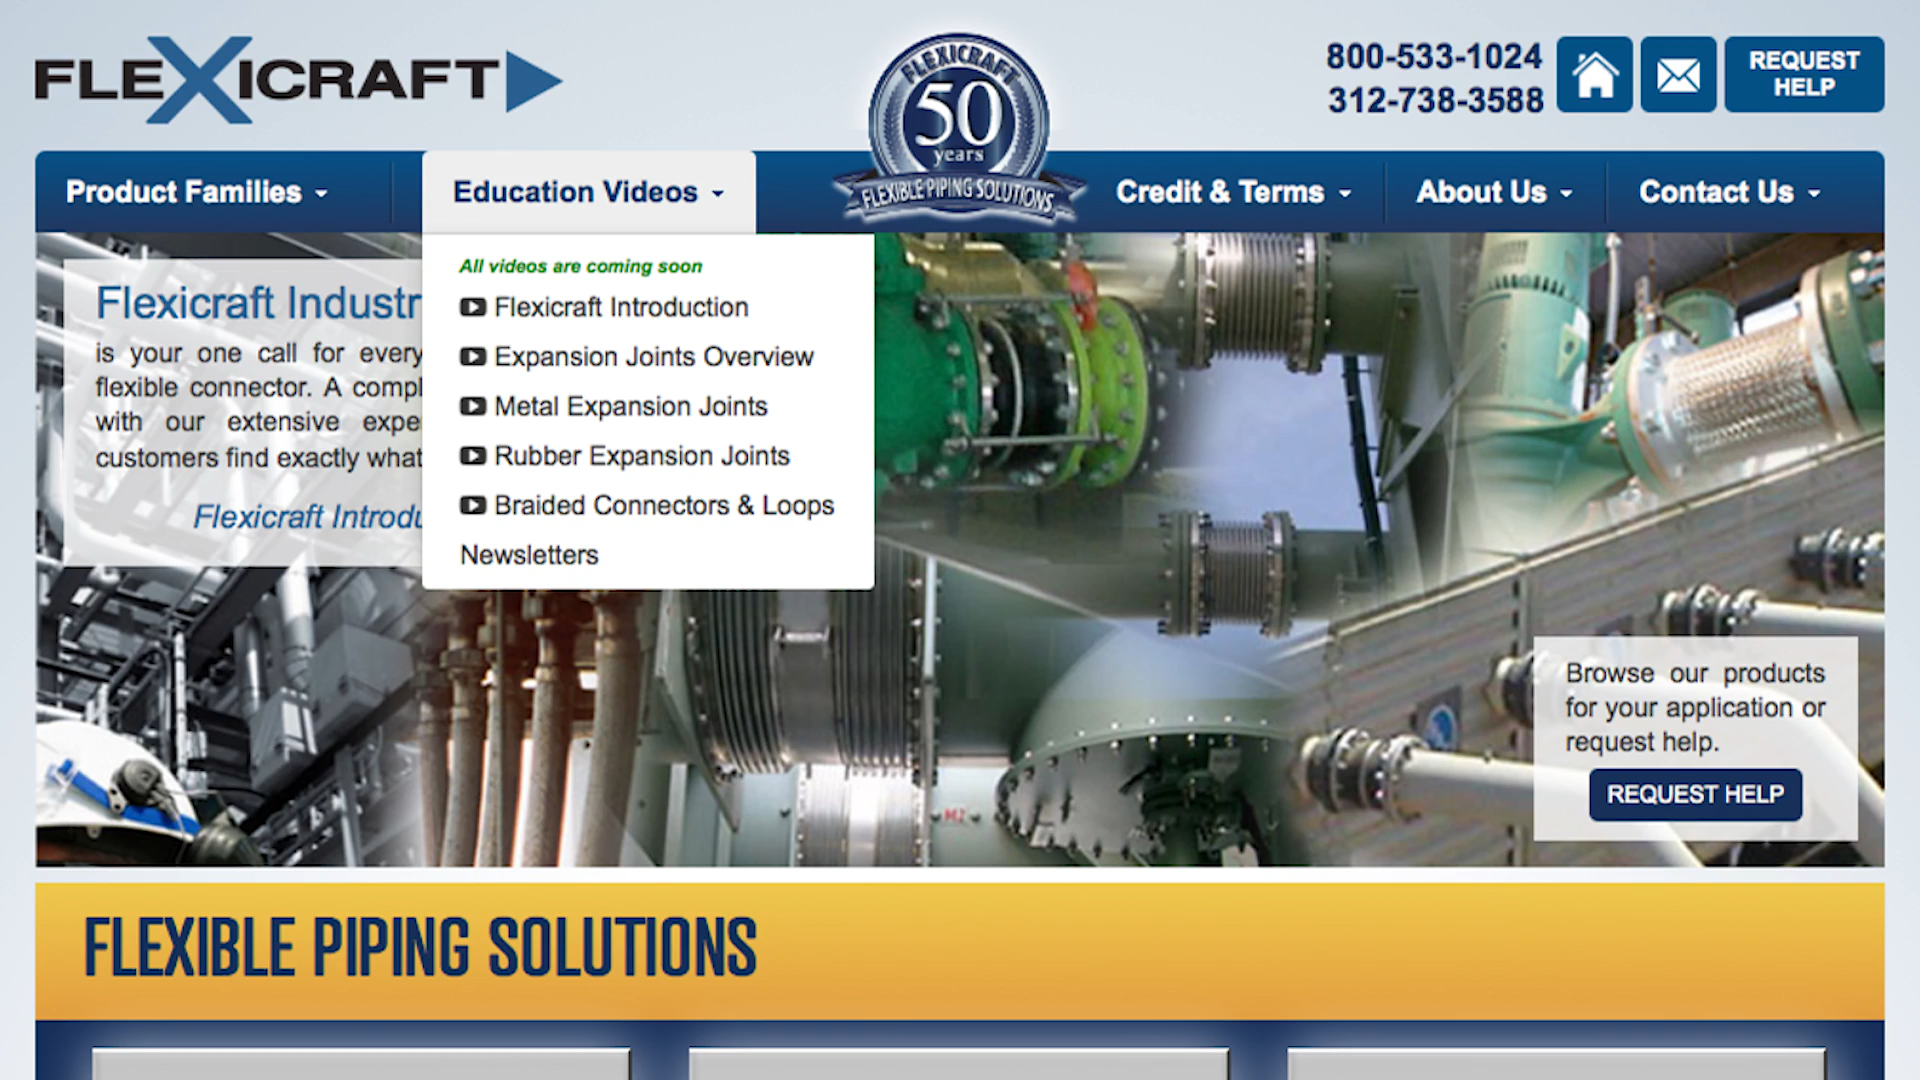 FLEXICRAFT
FLEXICRAFT
50
years
FLEXIBLE PIPING SOLUTIONS
800-533-1024
312-738-3588
REQUEST
HELP
Product Families
Education Videos
Credit & Terms
About Us
Contact Us
All videos are coming soon
Flexicraft Introduction
Expansion Joints Overview
Metal Expansion Joints
Rubber Expansion Joints
Braided Connectors & Loops
Newsletters
Flexicraft Industr
is your one call for every
flexible connector. A compl
with our extensive expe
customers find exactly what
Flexicraft Introdu
Browse our products
for your application or
request help.
REQUEST HELP
FLEXIBLE PIPING SOLUTIONS